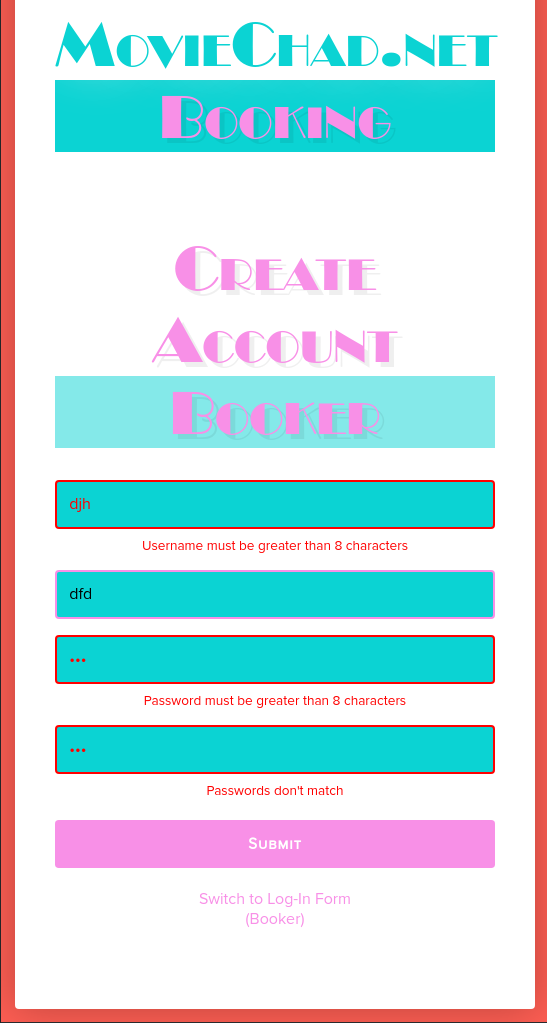 MovieChad.net
Booking
Create
Account
Booker
djh
Username must be greater than 8 characters
dfd
•••
Password must be greater than 8 characters
•••
Passwords don't match
Submit
Switch to Log-In Form
(Booker)